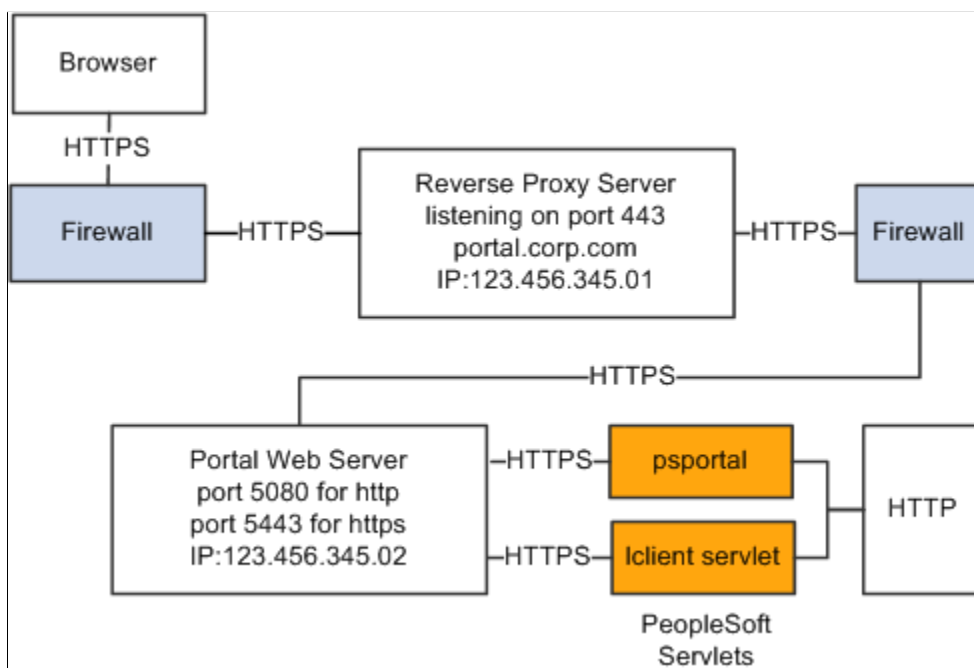 Browser
HTTPS
Firewall
HTTPS
Reverse Proxy Server
listening on port 443
portal.corp.com
IP:123.456.345.01
HTTPS
Firewall
HTTPS
Portal Web Server
port 5080 for http
port 5443 for https
IP:123.456.345.02
HTTPS
psportal
HTTPS
Iclient servlet
HTTP
PeopleSoft
Servlets